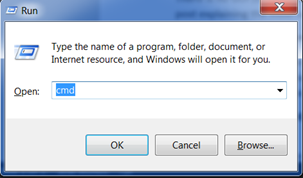 Run
Type the name of a program, folder, document, or
Internet resource, and Windows will open it for you.
Open: cmd
OK Cancel Browse...